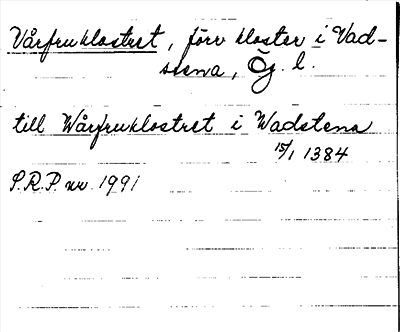 Vårfruklostret, förv kloster i Vad-
stena, Ög. l.
till Wårfruklostret i Wadstena
15/1 1384
S.R.P. nr. 1991